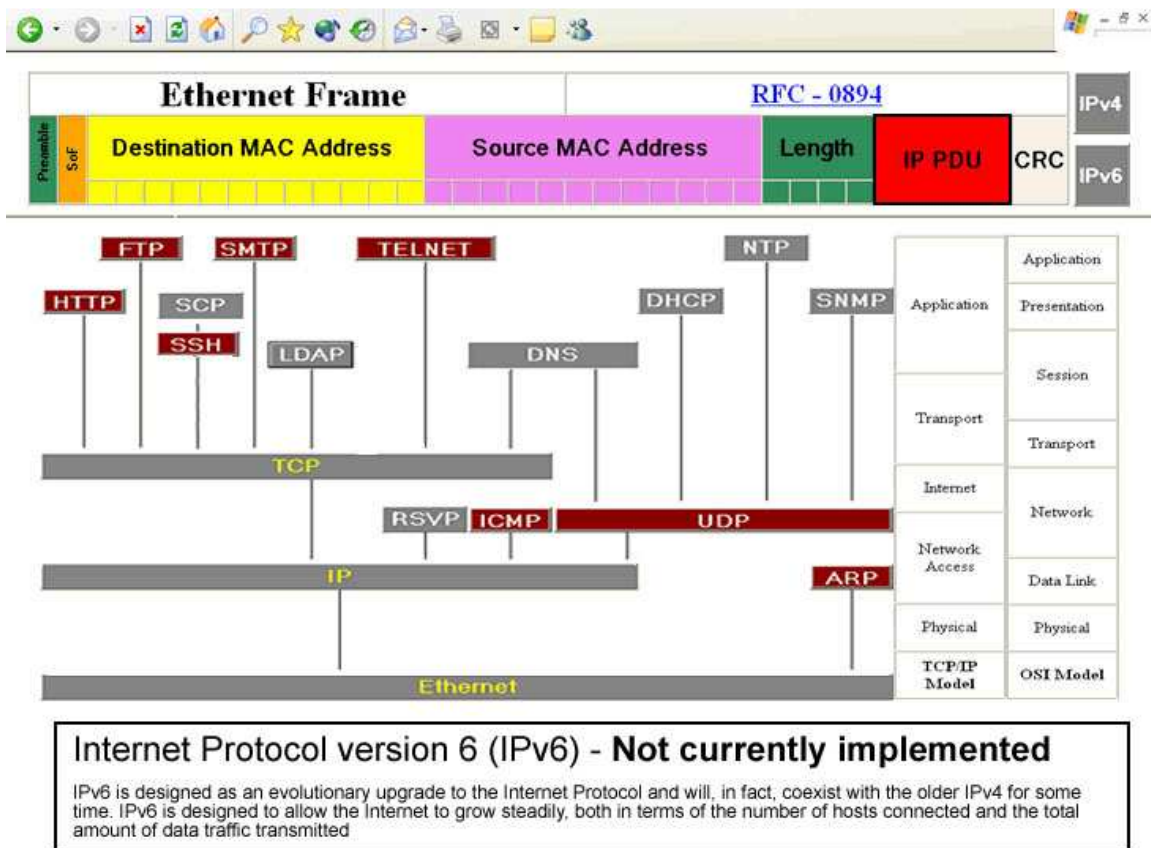 Ethernet Frame
RFC - 0894
IPv4
Preamble
SoF
Destination MAC Address
Source MAC Address
Length
IP PDU
CRC
IPv6
FTP
SMTP
TELNET
NTP
HTTP
SCP
DHCP
SNMP
SSH
LDAP
DNS
TCP
RSVP
ICMP
UDP
IP
ARP
Ethernet
Application
Transport
Internet
Network
Access
Physical
TCP/IP
Model
Application
Presentation
Session
Transport
Network
Data Link
Physical
OSI Model
Internet Protocol version 6 (IPv6) - Not currently implemented
IPv6 is designed as an evolutionary upgrade to the Internet Protocol and will, in fact, coexist with the older IPv4 for some
time. IPv6 is designed to allow the Internet to grow steadily, both in terms of the number of hosts connected and the total
amount of data traffic transmitted